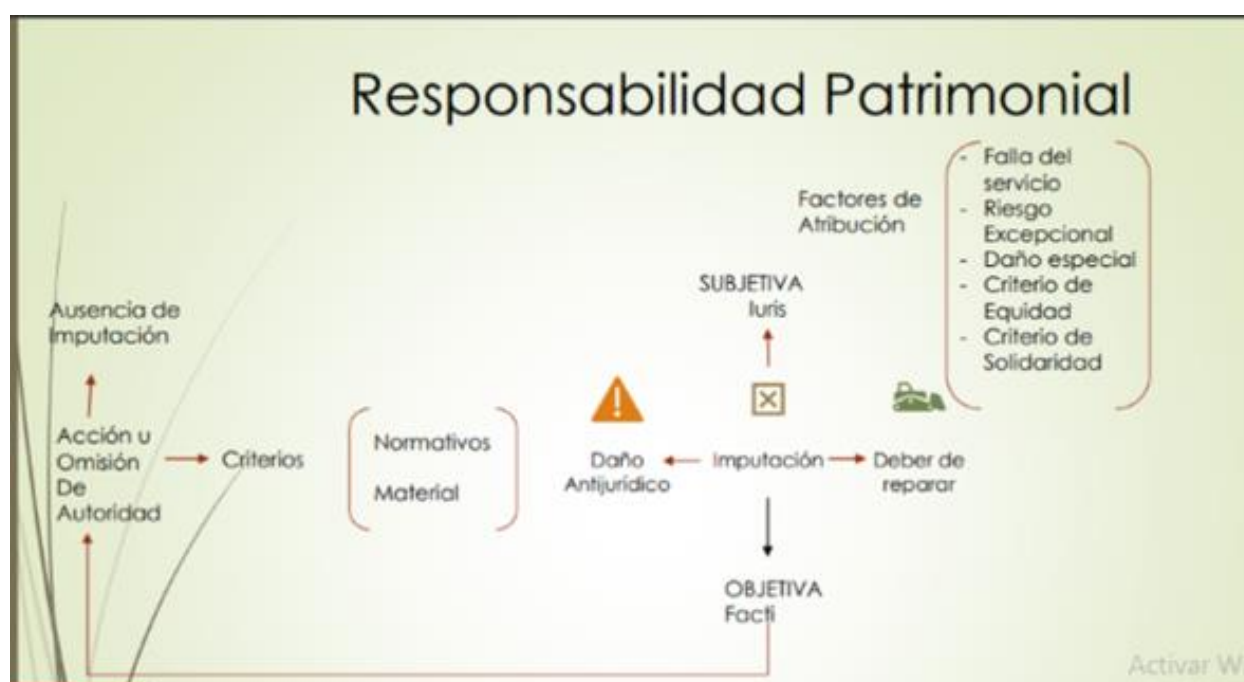 Responsabilidad Patrimonial
Factores de
Atribución
- Falla del
servicio
- Riesgo
Excepcional
- Daño especial
- Criterio de
Equidad
- Criterio de
Solidaridad
SUBJETIVA
Iuris
Ausencia de
Imputación
Acción u
Omisión
De
Autoridad
Criterios
Normativos
Material
Daño
Antijurídico
Imputación
Deber de
reparar
OBJETIVA
Facti
Activar W